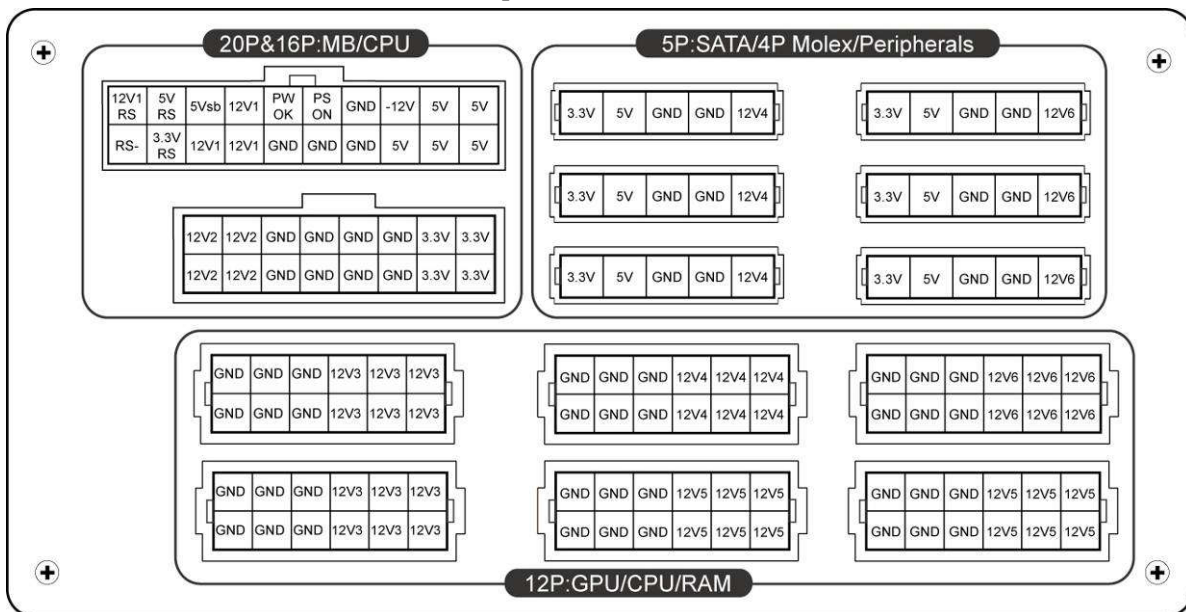 20P&16P:MB/CPU
12V1 RS 5V RS 5Vsb 12V1 PW OK PS ON GND -12V 5V 5V
RS- 3.3V RS 12V1 12V1 GND GND GND 5V 5V 5V
12V2 12V2 GND GND GND GND 3.3V 3.3V
12V2 12V2 GND GND GND GND 3.3V 3.3V
5P:SATA/4P Molex/Peripherals
3.3V 5V GND GND 12V4
3.3V 5V GND GND 12V6
3.3V 5V GND GND 12V4
3.3V 5V GND GND 12V6
3.3V 5V GND GND 12V4
3.3V 5V GND GND 12V6
GND GND GND 12V3 12V3 12V3
GND GND GND 12V3 12V3 12V3
GND GND GND 12V4 12V4 12V4
GND GND GND 12V4 12V4 12V4
GND GND GND 12V6 12V6 12V6
GND GND GND 12V6 12V6 12V6
GND GND GND 12V3 12V3 12V3
GND GND GND 12V3 12V3 12V3
GND GND GND 12V5 12V5 12V5
GND GND GND 12V5 12V5 12V5
GND GND GND 12V5 12V5 12V5
GND GND GND 12V5 12V5 12V5
12P:GPU/CPU/RAM